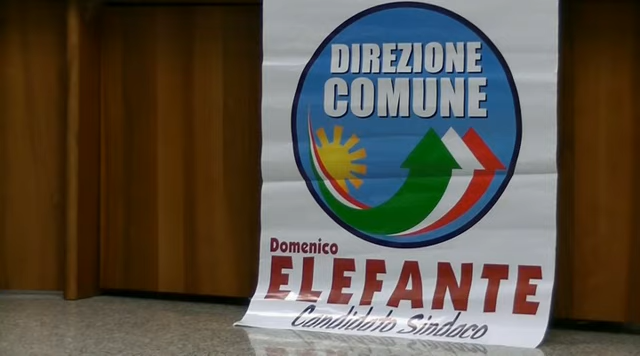 DIREZIONE
COMUNE
Domenico
ELEFANTE
Candidato Sindaco